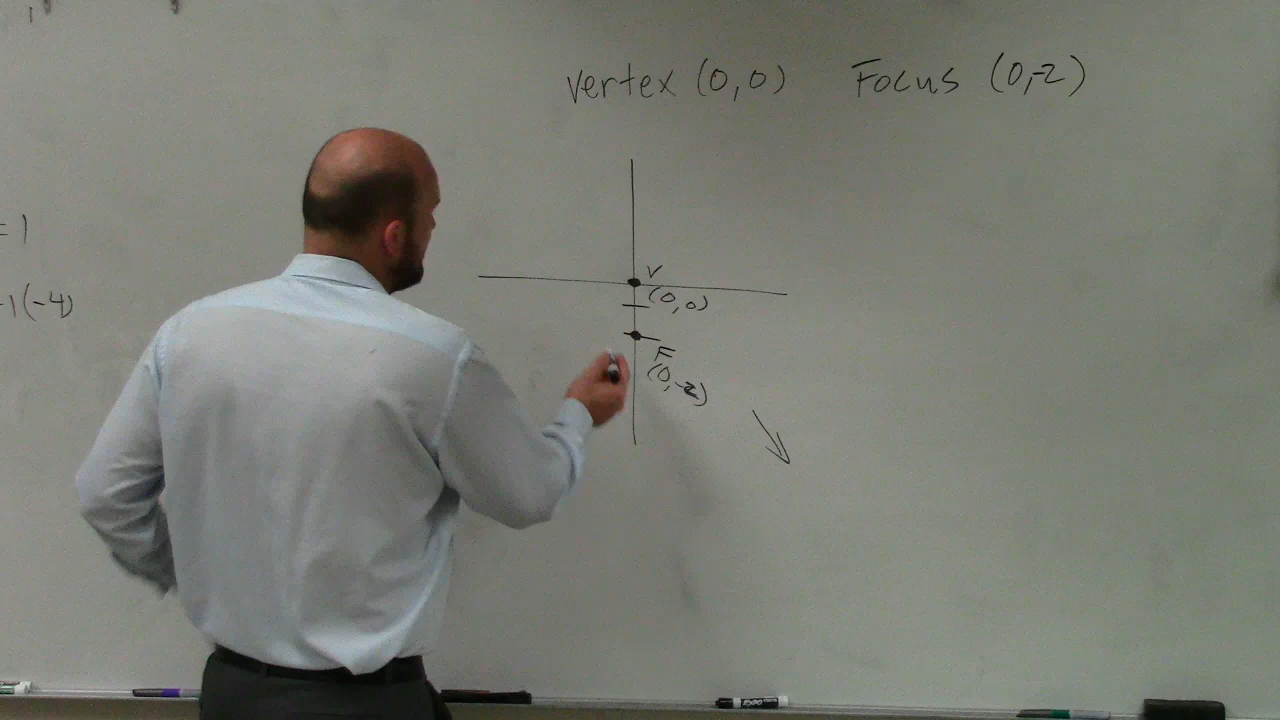 vertex (0,0) Focus (0,-2)
= 1
-1(-4)
V
(0,0)
F
(0,-2)
EXPO